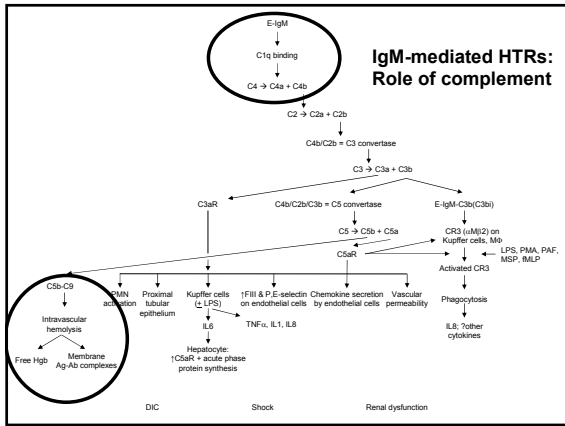 E-IgM
C1q binding
C4 → C4a + C4b
IgM-mediated HTRs:
Role of complement
C2 → C2a + C2b
C4b/C2b = C3 convertase
C3 → C3a + C3b
C3aR
C4b/C2b/C3b = C5 convertase
E-IgM-C3b(C3bi)
C5 → C5b + C5a
CR3 (αMβ2) on
Kupffer cells, MΦ
C5aR
LPS, PMA, PAF,
MSP, fMLP
Activated CR3
C5b-C9
PMN
activation
Proximal
tubular
epithelium
Kupffer cells
(± LPS)
↑FIII & P,E-selectin
on endothelial cells
Chemokine secretion
by endothelial cells
Vascular
permeability
Phagocytosis
Intravascular
hemolysis
IL6
TNFα, IL1, IL8
IL8; ?other
cytokines
Free Hgb
Membrane
Ag-Ab complexes
Hepatocyte:
↑C5aR + acute phase
protein synthesis
DIC
Shock
Renal dysfunction